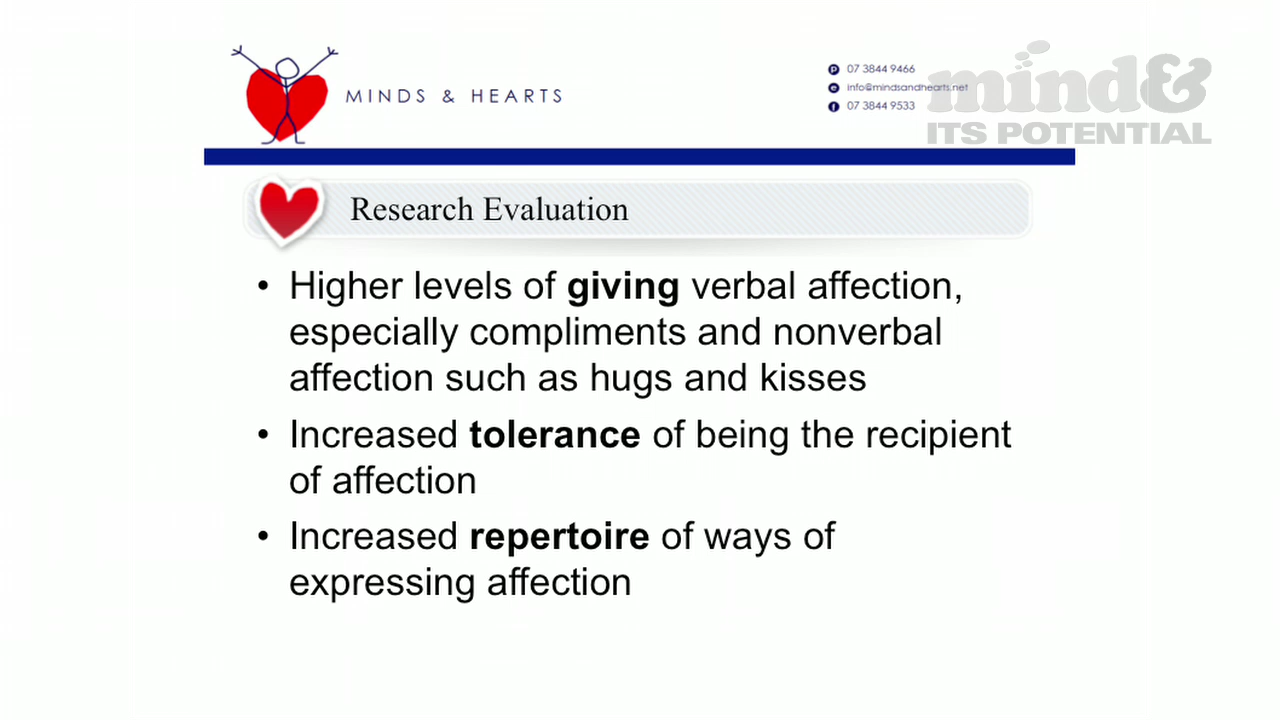 MINDS & HEARTS
P 07 3844 9466
e info@mindsandhearts.net
f 07 3844 9533
mind&
ITS POTENTIAL
Research Evaluation
• Higher levels of giving verbal affection,
especially compliments and nonverbal
affection such as hugs and kisses
• Increased tolerance of being the recipient
of affection
• Increased repertoire of ways of
expressing affection